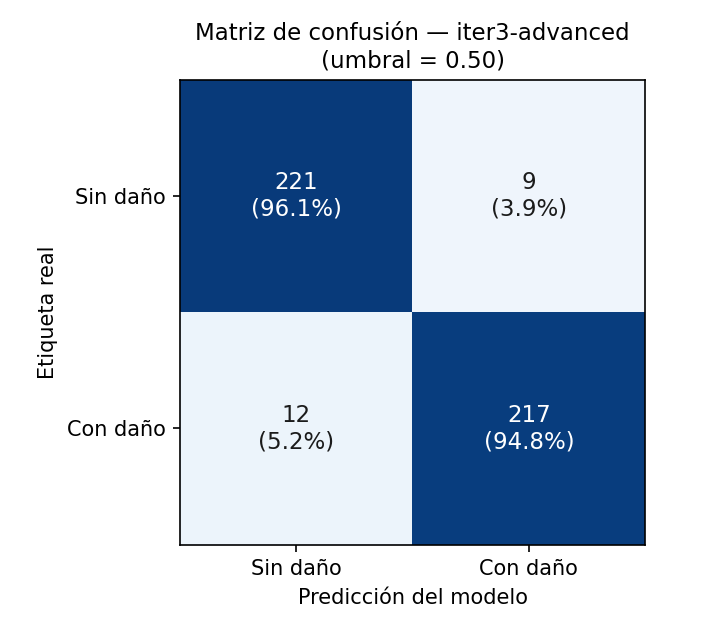 Matriz de confusión — iter3-advanced
(umbral = 0.50)
Etiqueta real
Sin daño
221
(96.1%)
9
(3.9%)
Con daño
12
(5.2%)
217
(94.8%)
Sin daño
Con daño
Predicción del modelo